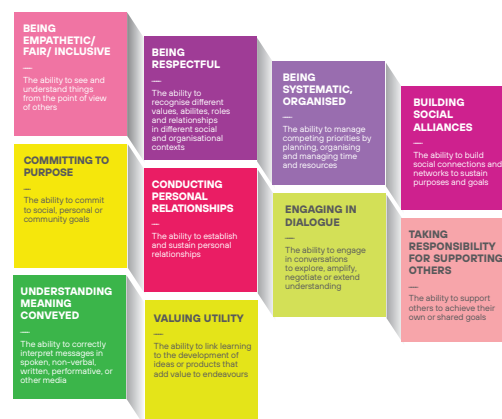 BEING
EMPATHETIC/
FAIR/ INCLUSIVE
—
The ability to see and
understand things
from the point of view
of others
COMMITTING TO
PURPOSE
—
The ability to commit
to social, personal or
community goals
UNDERSTANDING
MEANING
CONVEYED
—
The ability to correctly
interpret messages in
spoken, non-verbal,
written, performative, or
other media
BEING
RESPECTFUL
—
The ability to
recognise different
values, abilites, roles
and relationships
in different social
and organisational
contexts
CONDUCTING
PERSONAL
RELATIONSHIPS
—
The ability to establish
and sustain personal
relationships
VALUING UTILITY
—
The ability to link learning
to the development of
ideas or products that
add value to endeavours
BEING
SYSTEMATIC,
ORGANISED
—
The ability to manage
competing priorities by
planning, organising
and managing time
and resources
ENGAGING IN
DIALOGUE
—
The ability to engage
in conversations
to explore, amplify,
negotiate or extend
understanding
BUILDING
SOCIAL
ALLIANCES
—
The ability to build
social connections and
networks to sustain
purposes and goals
TAKING
RESPONSIBILITY
FOR SUPPORTING
OTHERS
—
The ability to support
others to achieve their
own or shared goals